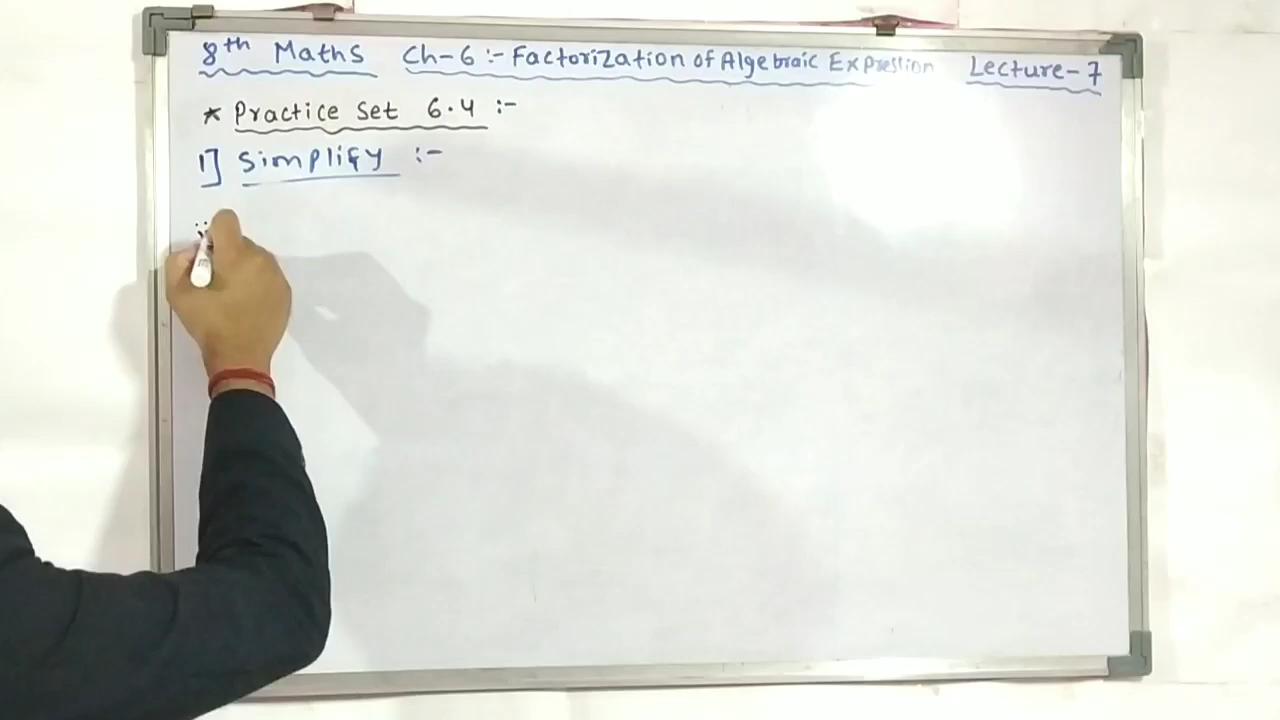 8th Maths Ch-6 :- Factorization of Algebraic Expression Lecture-7
* Practice Set 6.4 :-
1] Simplify :-